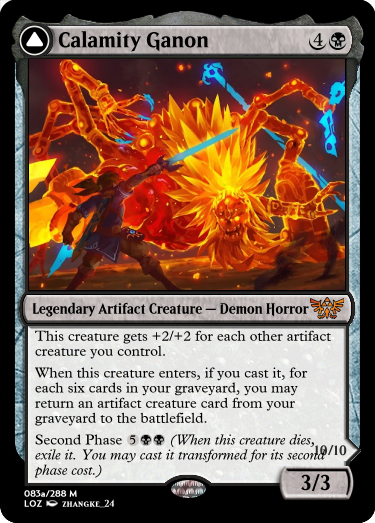 Calamity Ganon 4
Legendary Artifact Creature — Demon Horror
This creature gets +2/+2 for each other artifact
creature you control.
When this creature enters, if you cast it, for
each six cards in your graveyard, you may
return an artifact creature card from your
graveyard to the battlefield.
Second Phase 5 (When this creature dies,
exile it. You may cast it transformed for its second
phase cost.)
10/10
3/3
083a/288 M
LOZ ZHANGKE_24